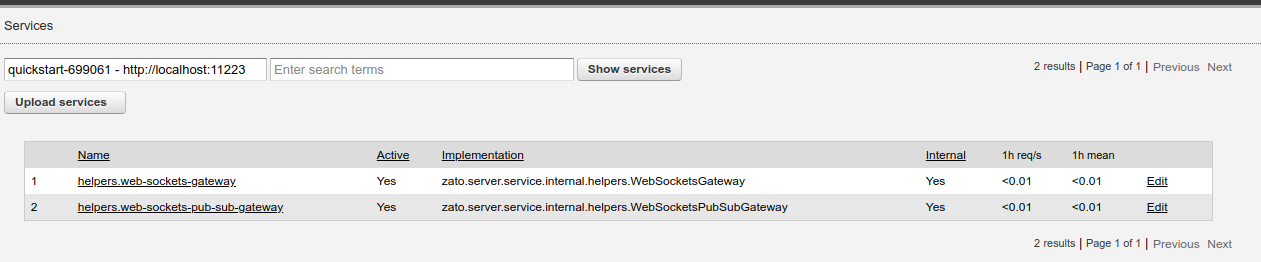 Services
quickstart-699061 - http://localhost:11223 Enter search terms Show services 2 results | Page 1 of 1 | Previous Next
Upload services
Name Active Implementation Internal 1h req/s 1h mean
1 helpers.web-sockets-gateway Yes zato.server.service.internal.helpers.WebSocketsGateway Yes <0.01 <0.01 Edit
2 helpers.web-sockets-pub-sub-gateway Yes zato.server.service.internal.helpers.WebSocketsPubSubGateway Yes <0.01 <0.01 Edit
2 results | Page 1 of 1 | Previous Next